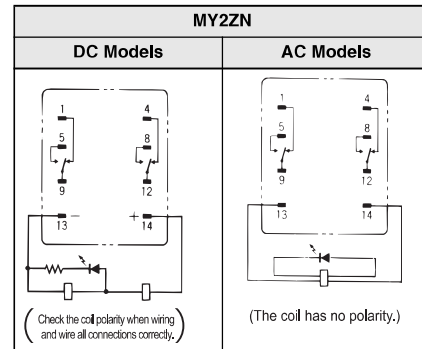 MY2ZN
DC Models
AC Models
1 4
5 8
9 12
− +
13 14
(Check the coil polarity when wiring
and wire all connections correctly.)
1 4
5 8
9 12
13 14
(The coil has no polarity.)